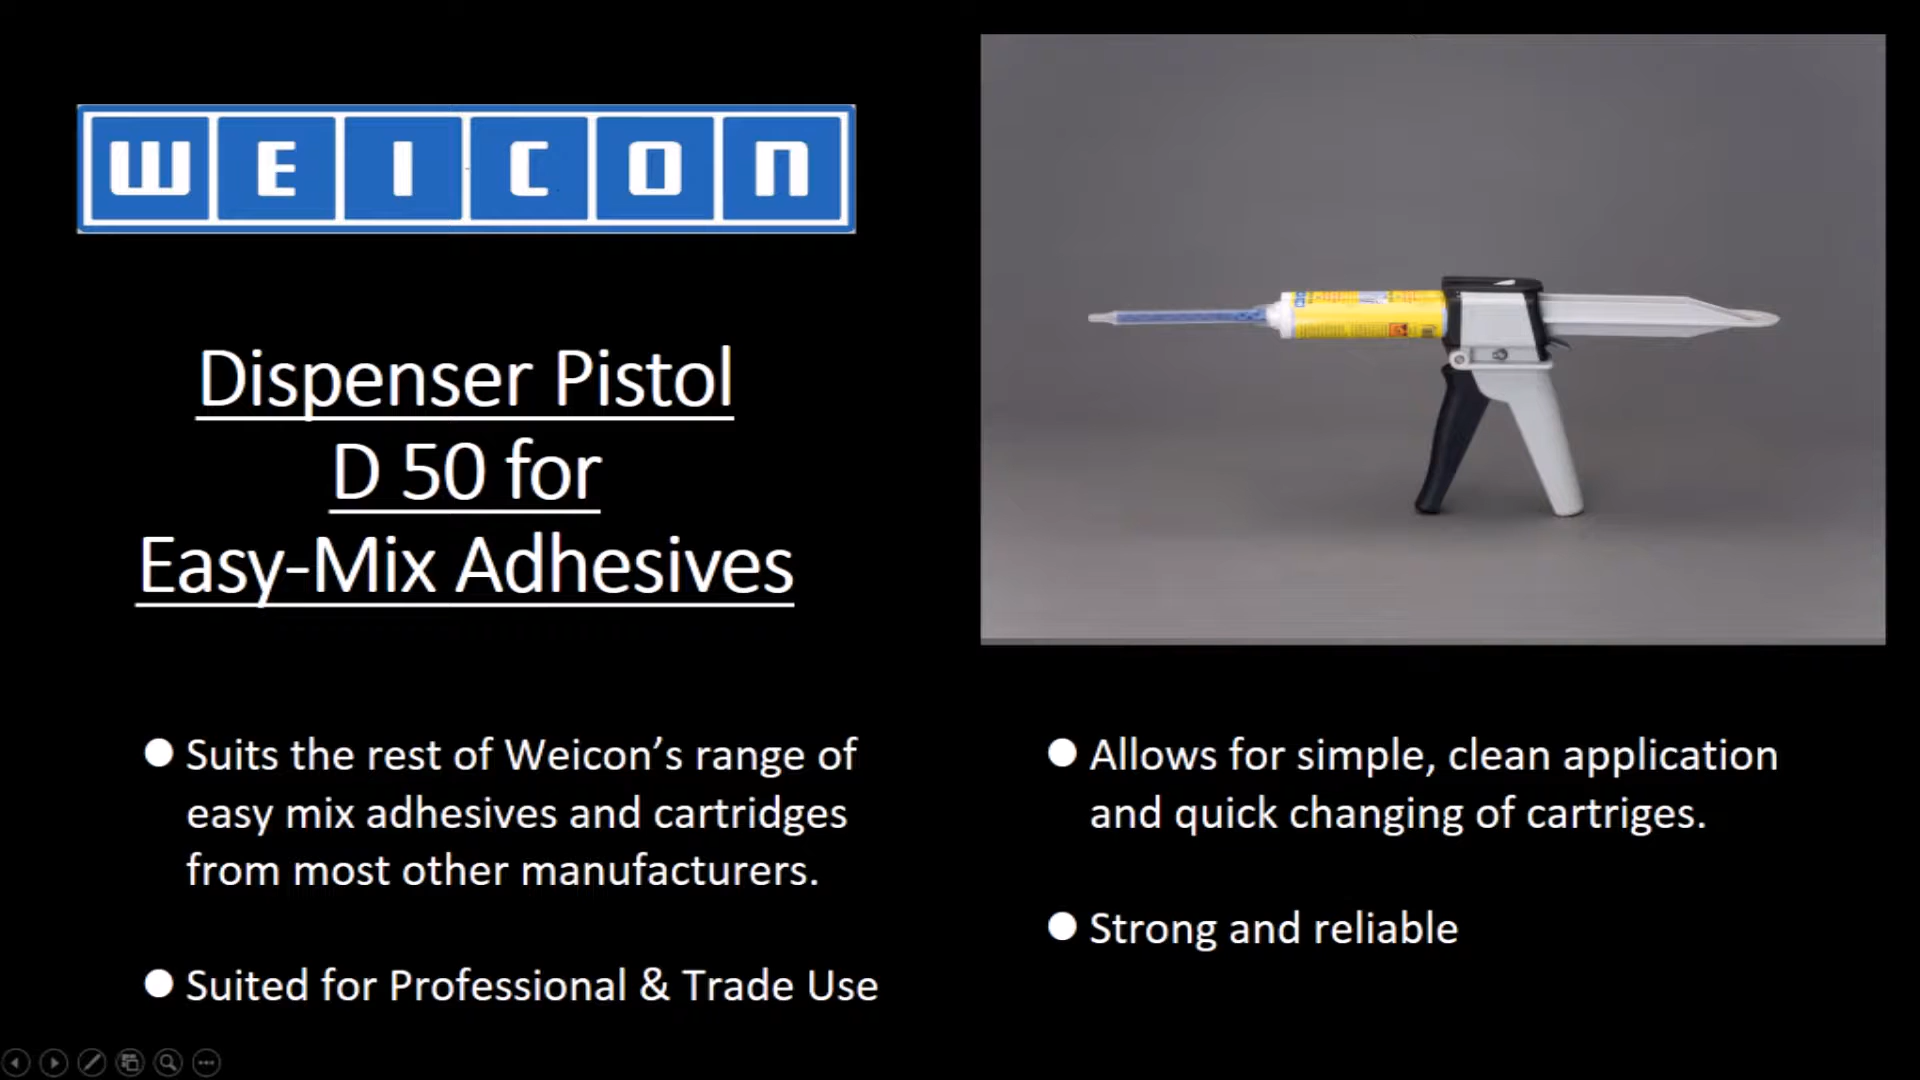 WEICON
Dispenser Pistol
D 50 for
Easy-Mix Adhesives
● Suits the rest of Weicon’s range of
easy mix adhesives and cartridges
from most other manufacturers.
● Suited for Professional & Trade Use
● Allows for simple, clean application
and quick changing of cartriges.
● Strong and reliable